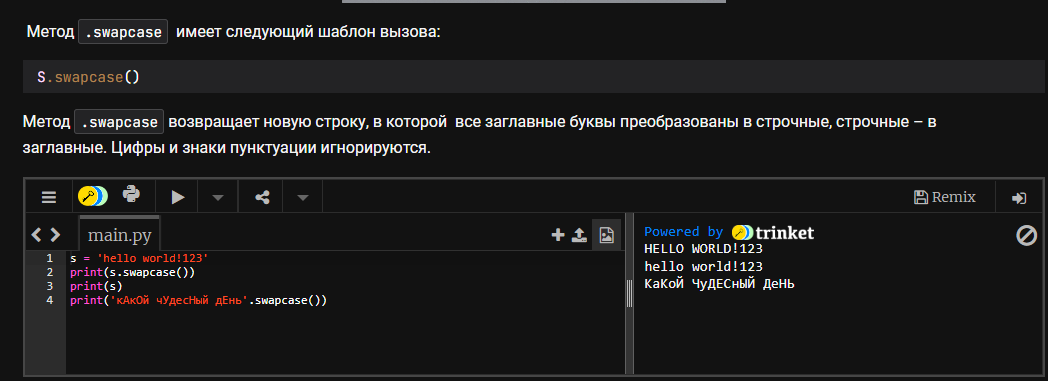 Метод .swapcase имеет следующий шаблон вызова:
S.swapcase()
Метод .swapcase возвращает новую строку, в которой все заглавные буквы преобразованы в строчные, строчные – в
заглавные. Цифры и знаки пунктуации игнорируются.
Remix
main.py
1 s = 'hello world!123'
2 print(s.swapcase())
3 print(s)
4 print('кАкОй чУдесНый дЕнь'.swapcase())
Powered by trinket
HELLO WORLD!123
hello world!123
КаКоЙ ЧуДЕСнЫЙ ДеНЬ